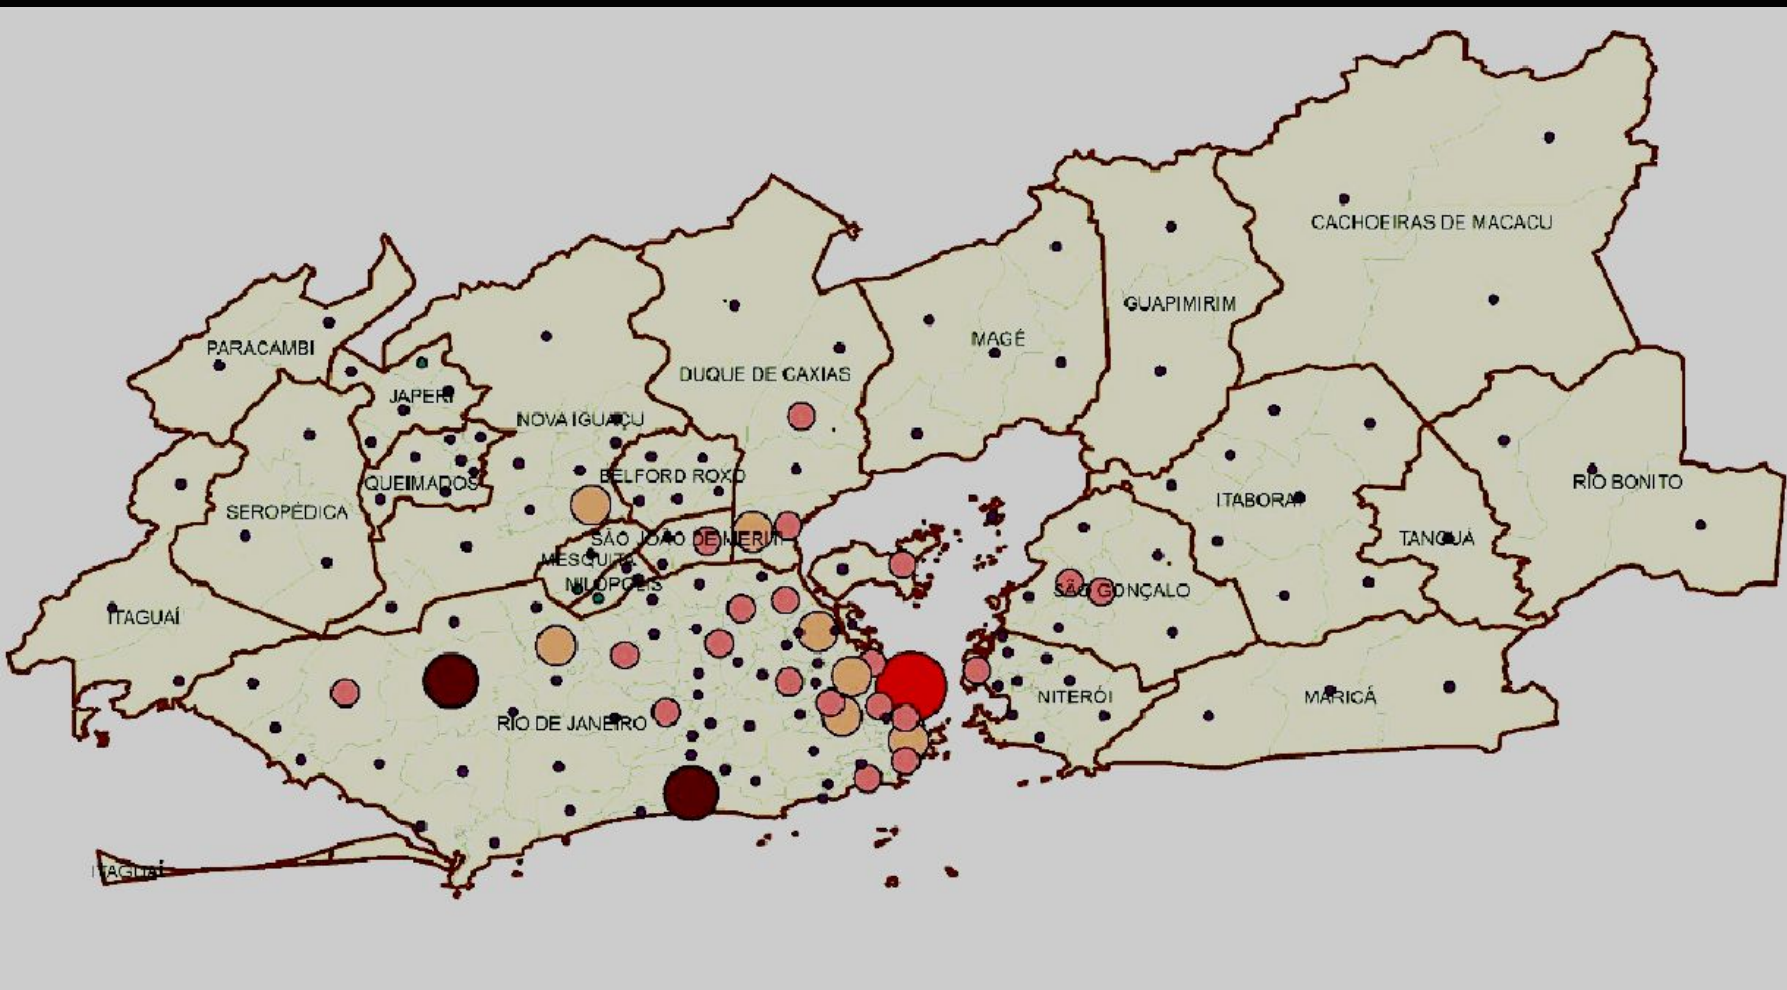 CACHOEIRAS DE MACACU
GUAPIMIRIM
MAGÉ
PARACAMBI
DUQUE DE CAXIAS
JAPERI
NOVA IGUAÇU
BELFORD ROXO
QUEIMADOS
RIO BONITO
ITABORAÍ
SEROPÉDICA
TANGUÁ
SÃO JOÃO DE MERITI
MESQUITA
NILÓPOLIS
SÃO GONÇALO
ITAGUAÍ
NITERÓI
MARICÁ
RIO DE JANEIRO
ITAGUAÍ